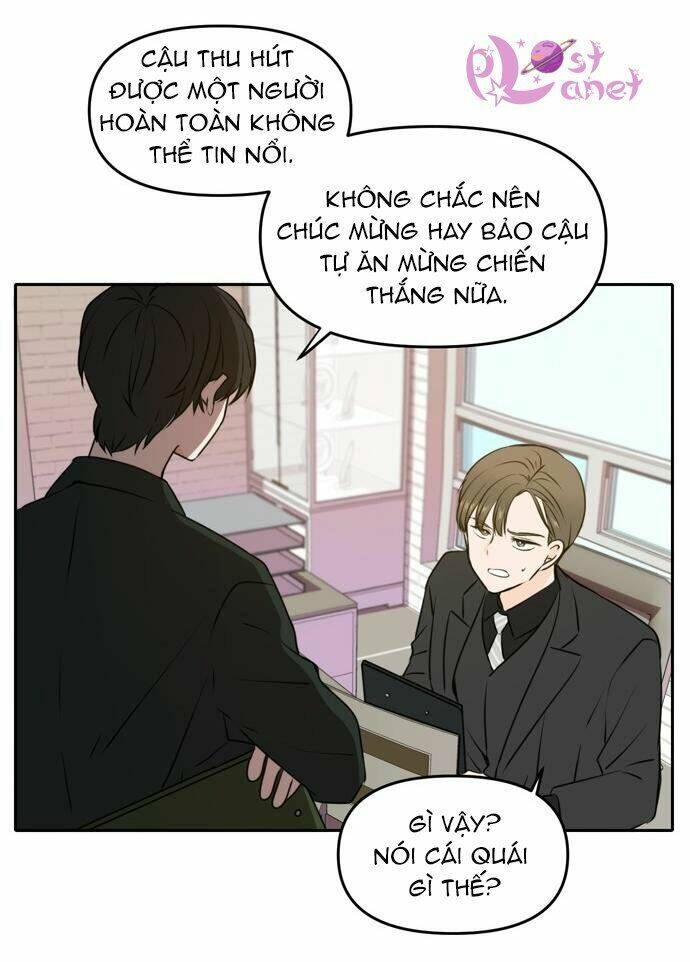 Lost
Planet
CẬU THU HÚT
ĐƯỢC MỘT NGƯỜI
HOÀN TOÀN KHÔNG
THỂ TIN NỔI.
KHÔNG CHẮC NÊN
CHÚC MỪNG HAY BẢO CẬU
TỰ ĂN MỪNG CHIẾN
THẮNG NỮA.
GÌ VẬY?
NÓI CÁI QUÁI
GÌ THẾ?